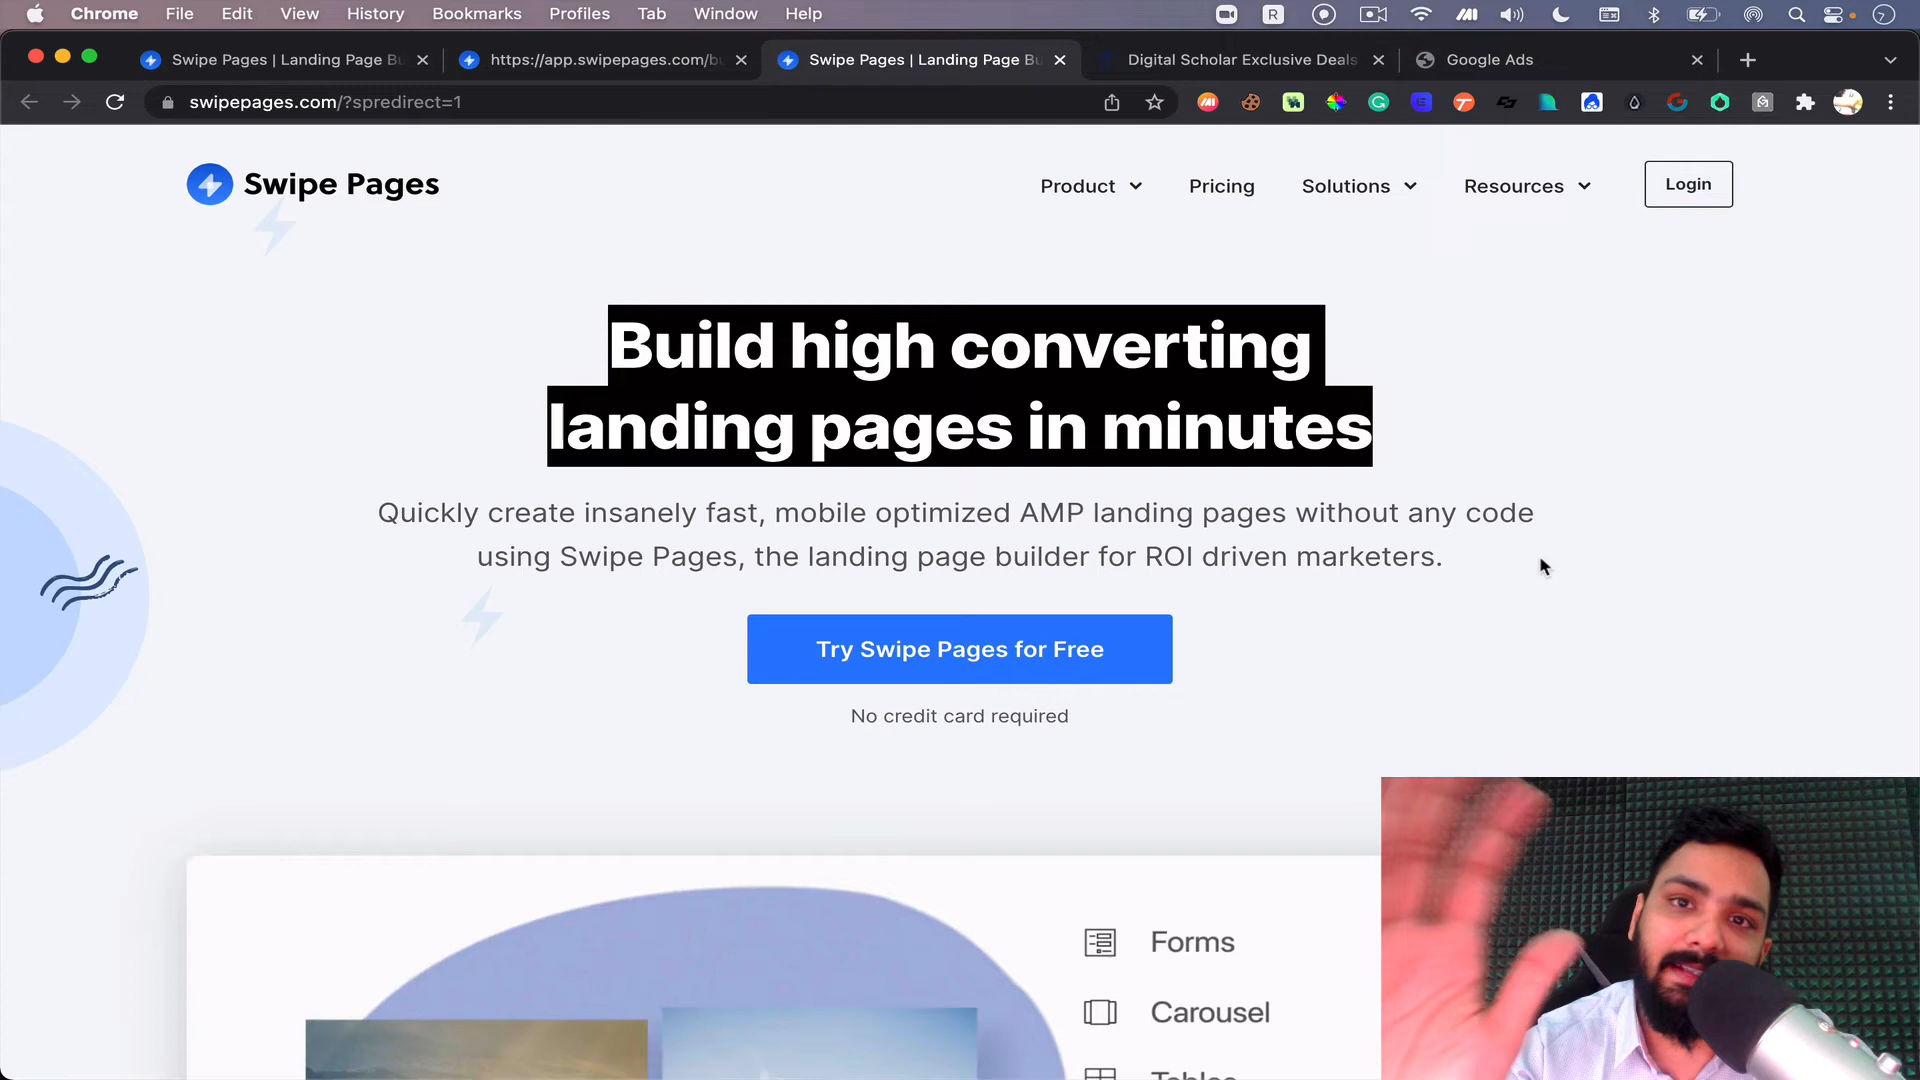 Chrome File Edit View History Bookmarks Profiles Tab Window Help
Swipe Pages | Landing Page Bu
https://app.swipepages.com/bu
Swipe Pages | Landing Page Bu
Digital Scholar Exclusive Deals
Google Ads
swipepages.com/?spredirect=1
Swipe Pages
Product Pricing Solutions Resources Login
Build high converting
landing pages in minutes
Quickly create insanely fast, mobile optimized AMP landing pages without any code
using Swipe Pages, the landing page builder for ROI driven marketers.
Try Swipe Pages for Free
No credit card required
Forms
Carousel
Tables